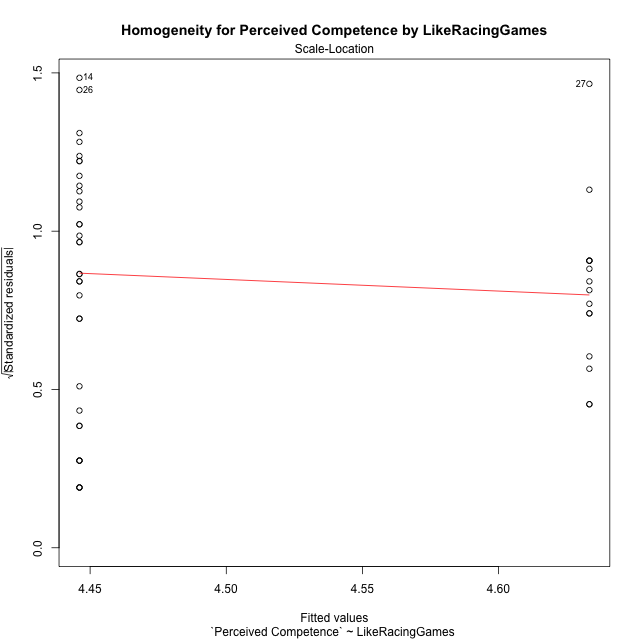 Homogeneity for Perceived Competence by LikeRacingGames
Scale-Location
√|Standardized residuals|
1.5
1.0
0.5
0.0
14
26
27
4.45 4.50 4.55 4.60
Fitted values
`Perceived Competence` ~ LikeRacingGames